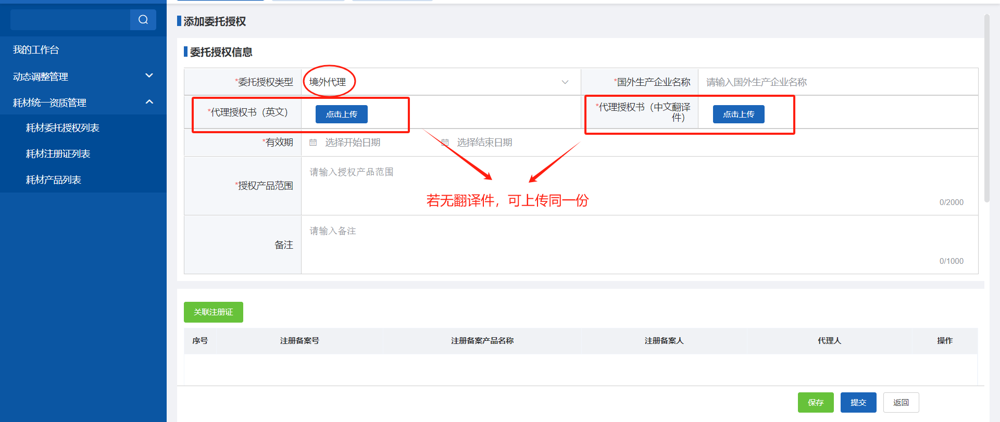 添加委托授权
我的工作台
动态调整管理
耗材统一资质管理
耗材委托授权列表
耗材注册证列表
耗材产品列表
委托授权信息
*委托授权类型 境外代理 *国外生产企业名称 请输入国外生产企业名称
*代理授权书（英文） 点击上传 *代理授权书（中文翻译件） 点击上传
*有效期 选择开始日期 选择结束日期
*授权产品范围 请输入授权产品范围
若无翻译件，可上传同一份
0/2000
备注 请输入备注
0/1000
关联注册证
序号 注册备案号 注册备案产品名称 注册备案人 代理人 操作
保存 提交 返回